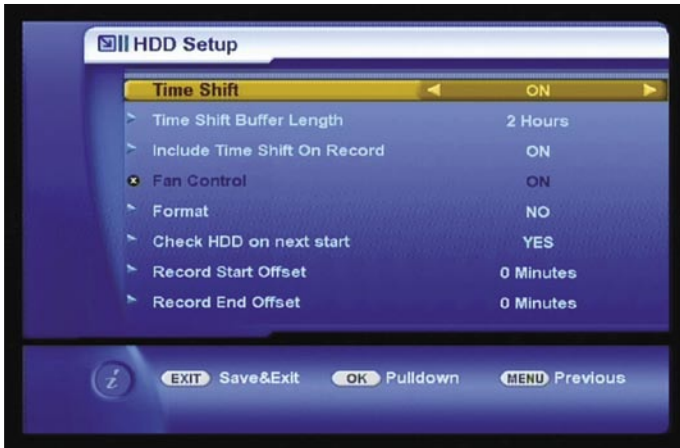 HDD Setup
Time Shift ON
Time Shift Buffer Length 2 Hours
Include Time Shift On Record ON
Fan Control ON
Format NO
Check HDD on next start YES
Record Start Offset 0 Minutes
Record End Offset 0 Minutes
i EXIT Save&Exit OK Pulldown MENU Previous